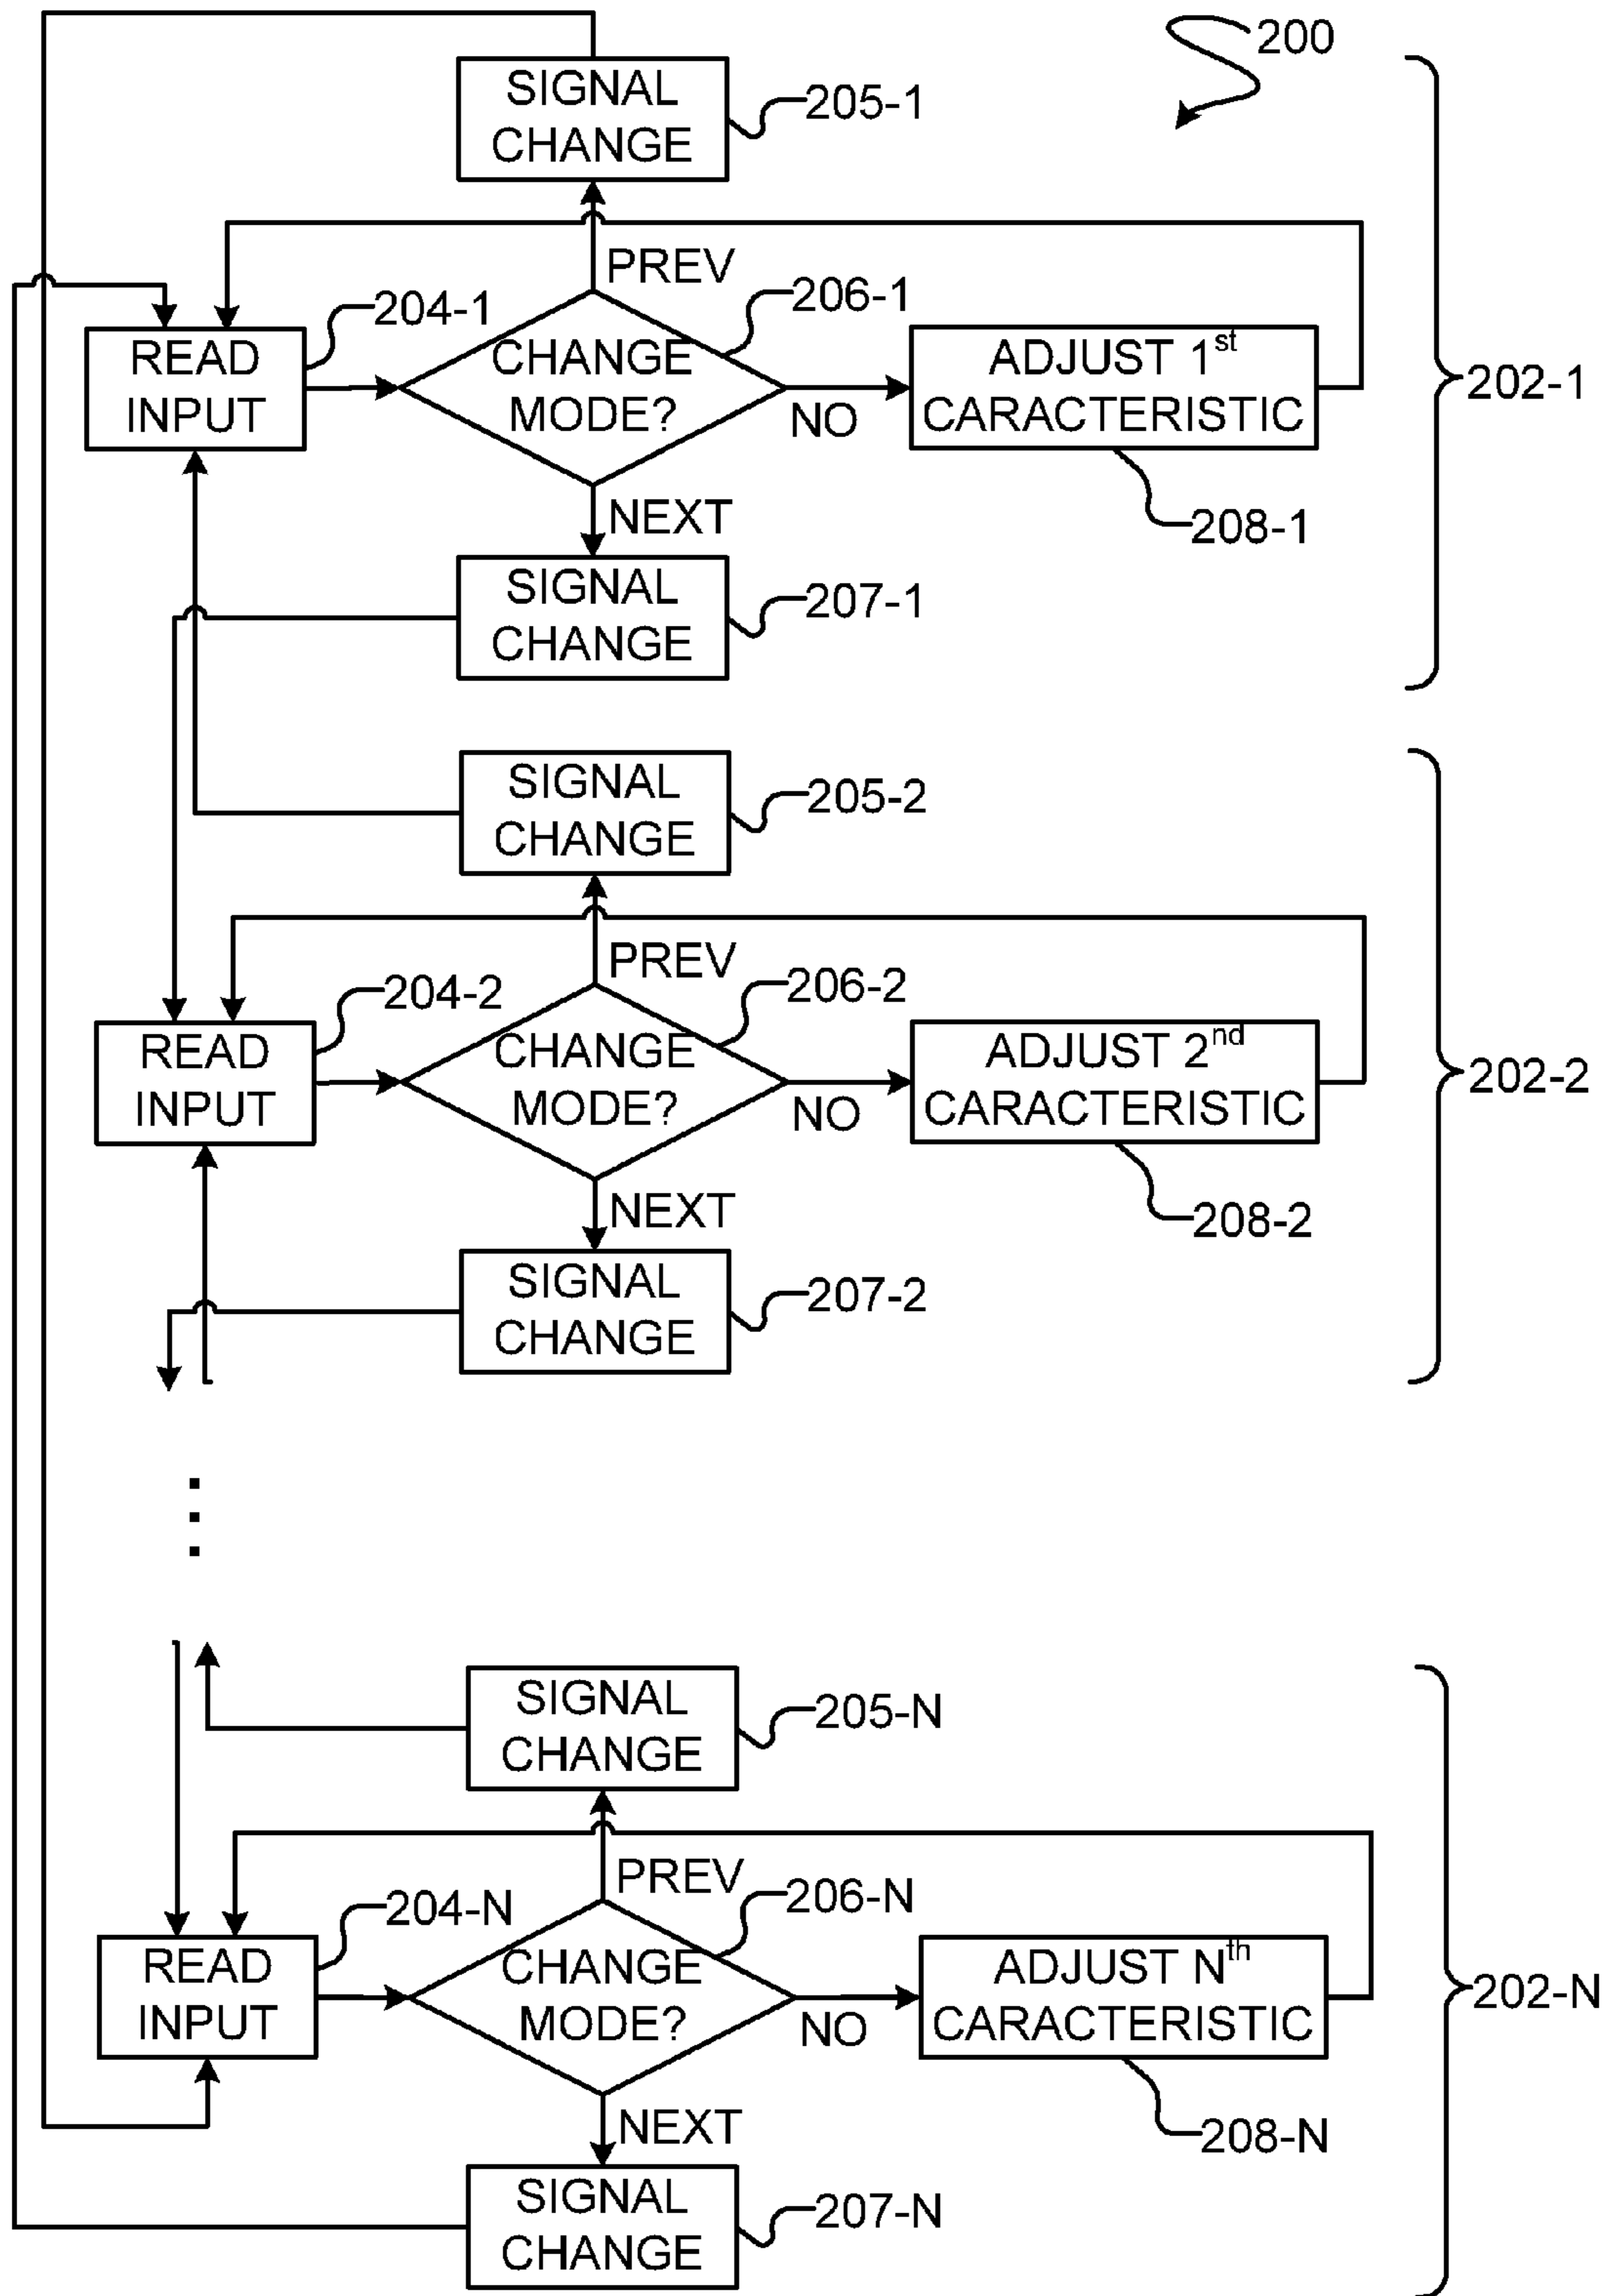 200
SIGNAL
CHANGE
205-1
PREV
206-1
204-1
READ
INPUT
CHANGE
MODE?
NO
ADJUST 1st
CARACTERISTIC
202-1
208-1
NEXT
SIGNAL
CHANGE
207-1
SIGNAL
CHANGE
205-2
PREV
206-2
204-2
READ
INPUT
CHANGE
MODE?
NO
ADJUST 2nd
CARACTERISTIC
202-2
208-2
NEXT
SIGNAL
CHANGE
207-2
SIGNAL
CHANGE
205-N
PREV
206-N
204-N
READ
INPUT
CHANGE
MODE?
NO
ADJUST Nth
CARACTERISTIC
202-N
208-N
NEXT
SIGNAL
CHANGE
207-N